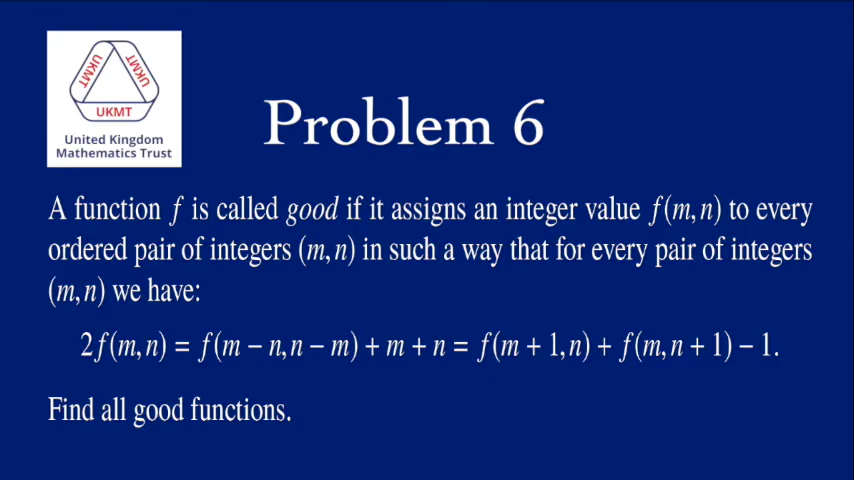 UKMT
UKMT
UKMT
United Kingdom
Mathematics Trust
Problem 6
A function f is called good if it assigns an integer value f(m,n) to every
ordered pair of integers (m,n) in such a way that for every pair of integers
(m,n) we have:
2f(m,n) = f(m − n,n − m) + m + n = f(m + 1,n) + f(m,n + 1) − 1.
Find all good functions.